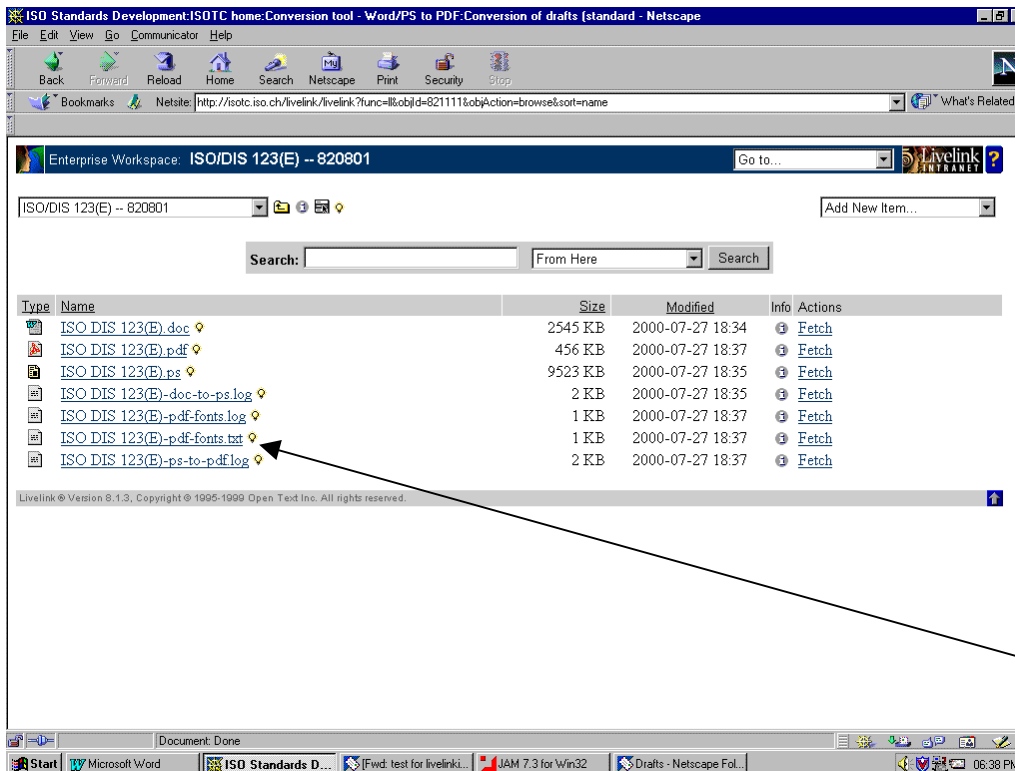 ISO Standards Development:ISOTC home:Conversion tool - Word/PS to PDF:Conversion of drafts (standard - Netscape
File Edit View Go Communicator Help
Back Forward Reload Home Search Netscape Print Security Stop
Bookmarks Netsite: http://isotc.iso.ch/livelink/livelink?func=ll&objId=821111&objAction=browse&sort=name What's Related
Enterprise Workspace: ISO/DIS 123(E) -- 820801 Go to... Livelink INTRANET ?
ISO/DIS 123(E) -- 820801 Add New Item...
Search: From Here Search
Type Name Size Modified Info Actions
ISO DIS 123(E).doc 2545 KB 2000-07-27 18:34 Fetch
ISO DIS 123(E).pdf 456 KB 2000-07-27 18:37 Fetch
ISO DIS 123(E).ps 9523 KB 2000-07-27 18:35 Fetch
ISO DIS 123(E)-doc-to-ps.log 2 KB 2000-07-27 18:35 Fetch
ISO DIS 123(E)-pdf-fonts.log 1 KB 2000-07-27 18:37 Fetch
ISO DIS 123(E)-pdf-fonts.txt 1 KB 2000-07-27 18:37 Fetch
ISO DIS 123(E)-ps-to-pdf.log 2 KB 2000-07-27 18:37 Fetch
Livelink ® Version 8.1.3, Copyright © 1995-1999 Open Text Inc. All rights reserved.
Document: Done
Start Microsoft Word ISO Standards D... [Fwd: test for livelinki... JAM 7.3 for Win32 Drafts - Netscape Fol... 06:38 PM